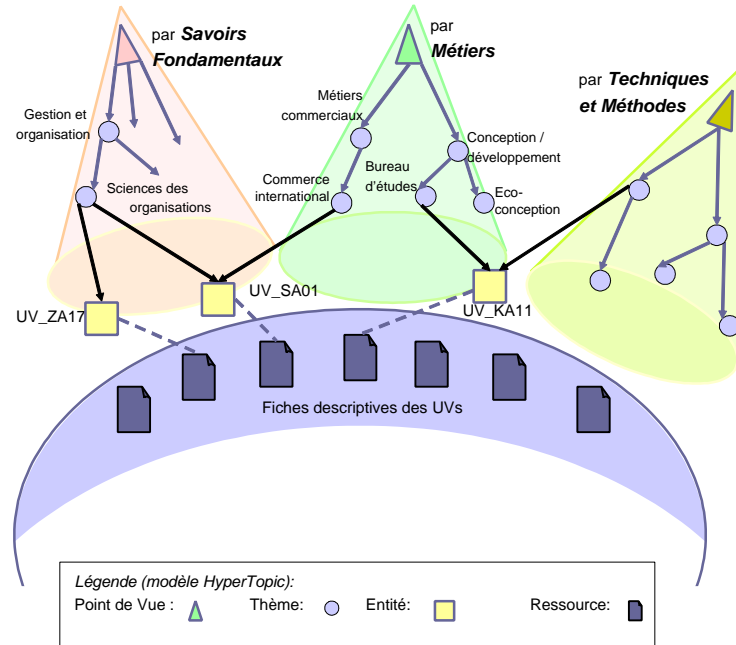 par Savoirs
Fondamentaux
par
Métiers
par Techniques
et Méthodes
Gestion et
organisation
Sciences des
organisations
Métiers
commerciaux
Commerce
international
Bureau
d'études
Conception /
développement
Eco-
conception
UV_ZA17
UV_SA01
UV_KA11
Fiches descriptives des UVs
Légende (modèle HyperTopic):
Point de Vue : Thème: Entité: Ressource: